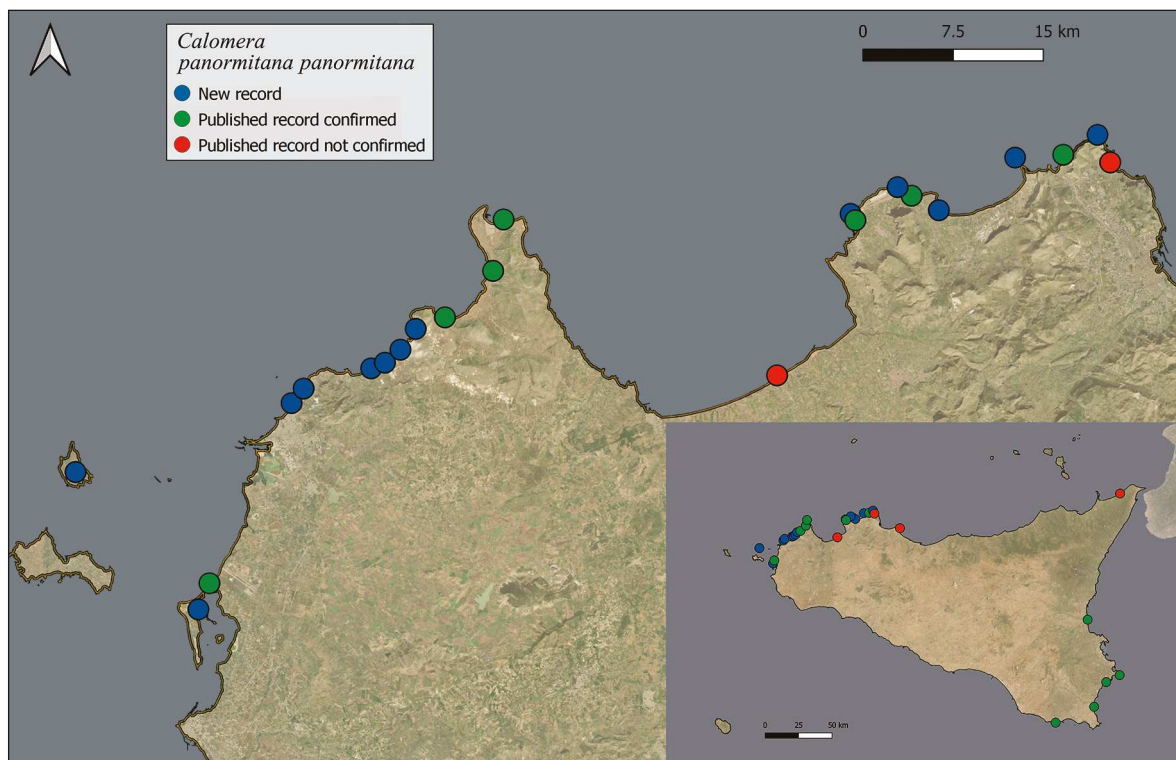 Calomera
panormitana panormitana
New record
Published record confirmed
Published record not confirmed
0 7.5 15 km
0 25 50 km